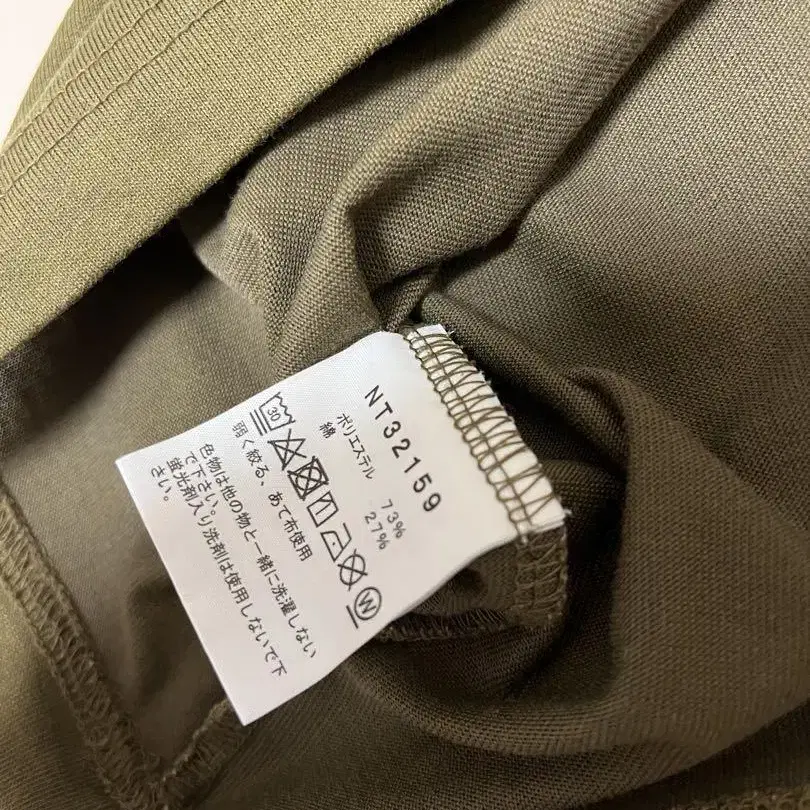 NT32159
ポリエステル 73%
綿 27%
30
W
弱く絞る、あて布使用
色物は他の物と一緒に洗濯しない
で下さい。
蛍光剤入り洗剤は使用しないで下
さい。